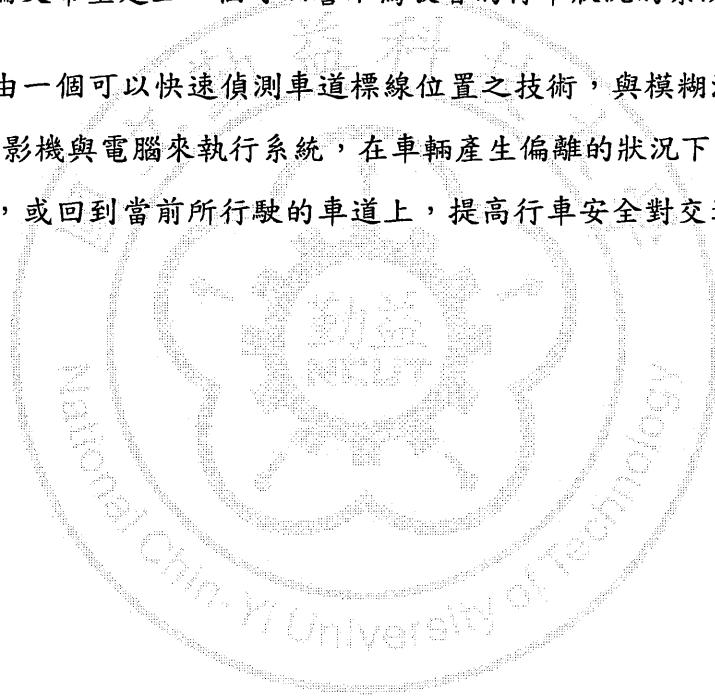 由一個可以快速偵測車道標線位置之技術，與模糊
影機與電腦來執行系統，在車輛產生偏離的狀況下
，或回到當前所行駛的車道上，提高行車安全對交
勤益
NCUT
National Chin-Yi University of Technology